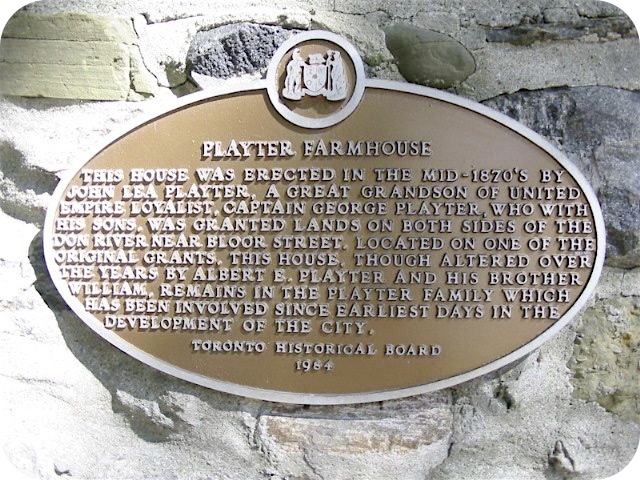 PLAYTER FARMHOUSE
THIS HOUSE WAS ERECTED IN THE MID-1870'S BY
JOHN LEA PLAYTER, A GREAT GRANDSON OF UNITED
EMPIRE LOYALIST, CAPTAIN GEORGE PLAYTER, WHO WITH
HIS SONS, WAS GRANTED LANDS ON BOTH SIDES OF THE
DON RIVER NEAR BLOOR STREET. LOCATED ON ONE OF THE
ORIGINAL GRANTS, THIS HOUSE, THOUGH ALTERED OVER
THE YEARS BY ALBERT E. PLAYTER AND HIS BROTHER
WILLIAM, REMAINS IN THE PLAYTER FAMILY WHICH
HAS BEEN INVOLVED SINCE EARLIEST DAYS IN THE
DEVELOPMENT OF THE CITY.
TORONTO HISTORICAL BOARD
1984